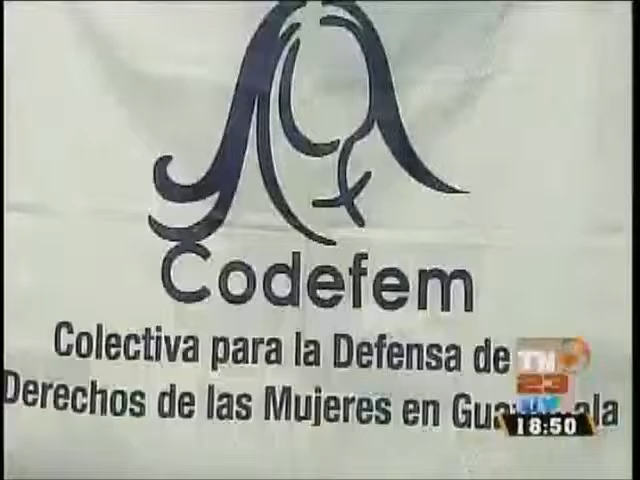 Codefem
Colectiva para la Defensa de
Derechos de las Mujeres en
TN
23
18:50